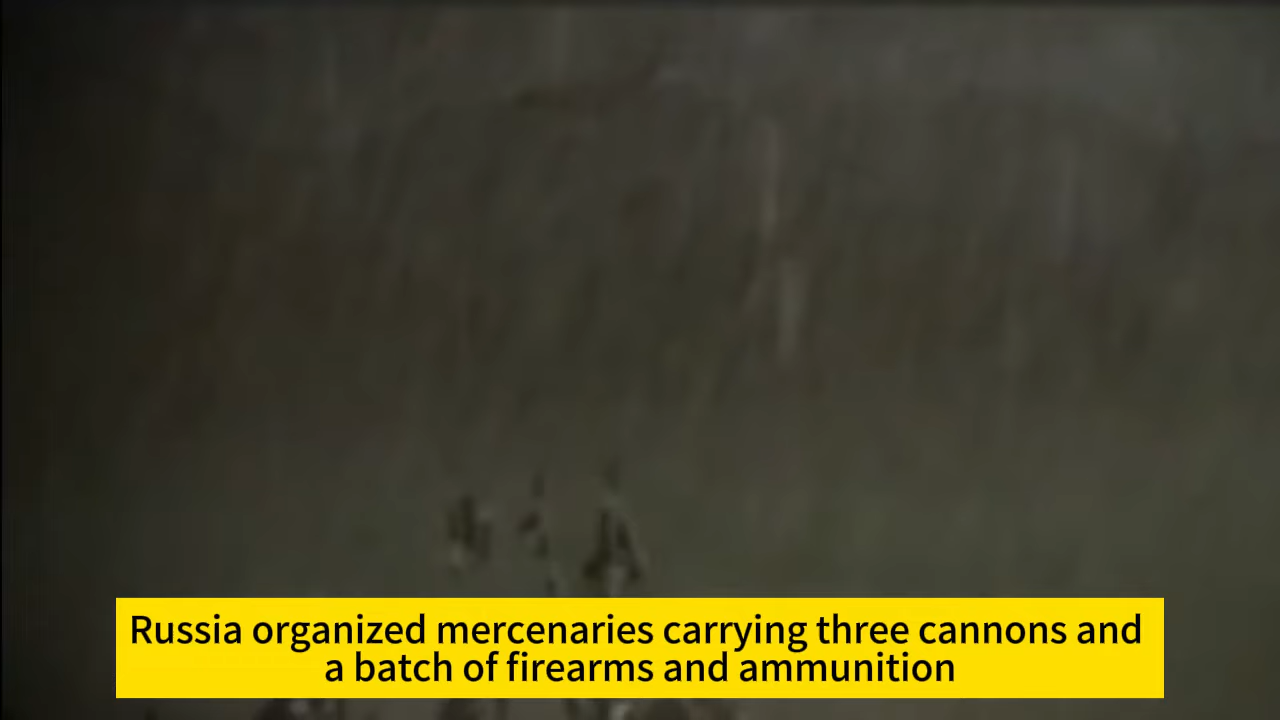 Russia organized mercenaries carrying three cannons and
a batch of firearms and ammunition